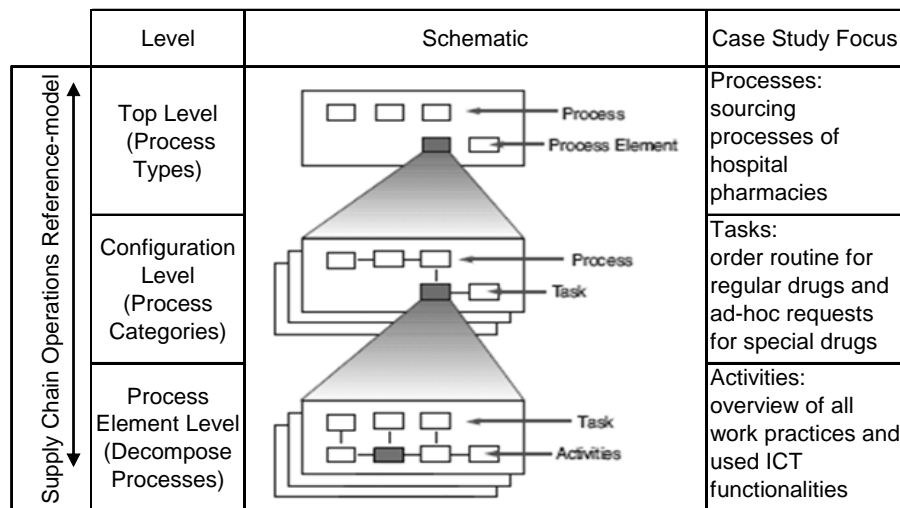 Level
Schematic
Case Study Focus
Supply Chain Operations Reference-model
Top Level
(Process
Types)
Process
Process Element
Processes:
sourcing
processes of
hospital
pharmacies
Configuration
Level
(Process
Categories)
Process
Task
Tasks:
order routine for
regular drugs and
ad-hoc requests
for special drugs
Process
Element Level
(Decompose
Processes)
Task
Activities
Activities:
overview of all
work practices and
used ICT
functionalities